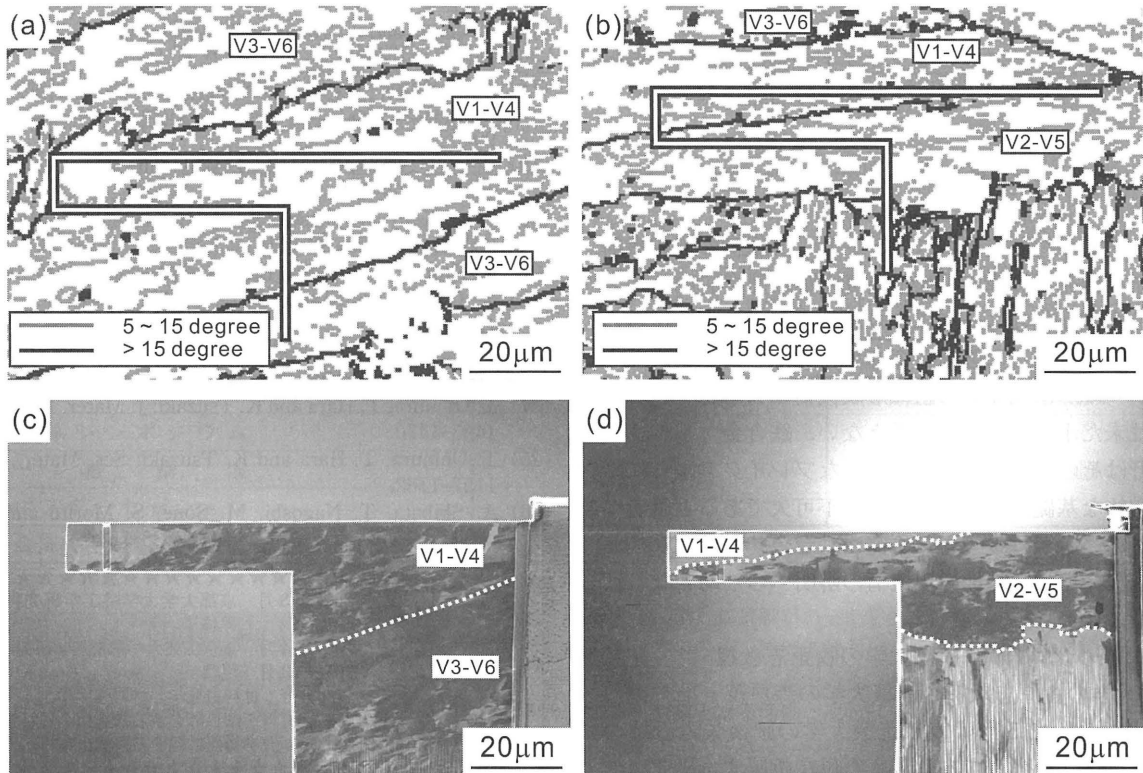 (a)
V3-V6
V1-V4
V3-V6
5 ~ 15 degree
> 15 degree
20μm
(b)
V3-V6
V1-V4
V2-V5
5 ~ 15 degree
> 15 degree
20μm
(c)
V1-V4
V3-V6
20μm
(d)
V1-V4
V2-V5
20μm